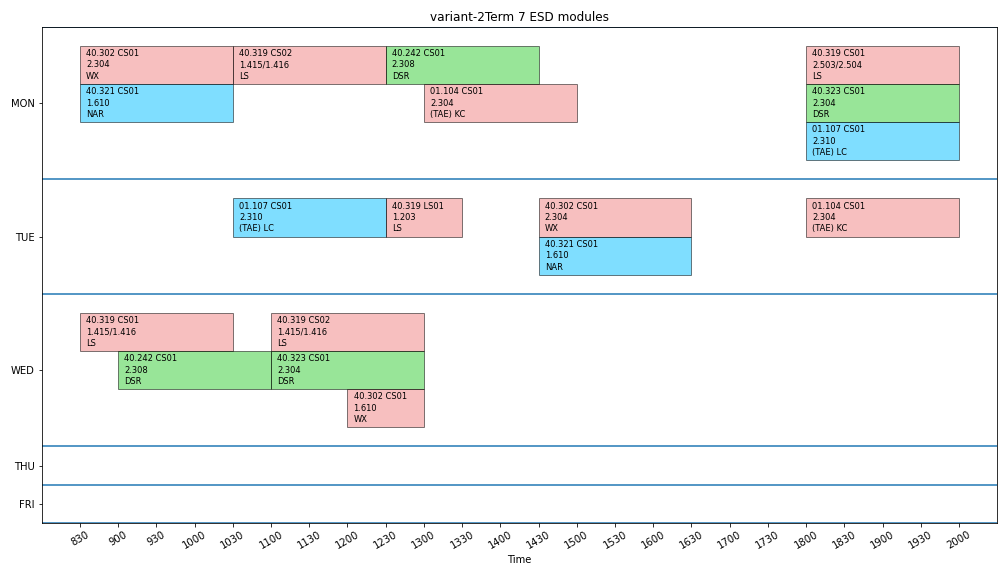 variant-2Term 7 ESD modules
MON
40.302 CS01
2.304
WX
40.319 CS02
1.415/1.416
LS
40.242 CS01
2.308
DSR
40.319 CS01
2.503/2.504
LS
40.321 CS01
1.610
NAR
01.104 CS01
2.304
(TAE) KC
40.323 CS01
2.304
DSR
01.107 CS01
2.310
(TAE) LC
TUE
01.107 CS01
2.310
(TAE) LC
40.319 LS01
1.203
LS
40.302 CS01
2.304
WX
01.104 CS01
2.304
(TAE) KC
40.321 CS01
1.610
NAR
WED
40.319 CS01
1.415/1.416
LS
40.319 CS02
1.415/1.416
LS
40.242 CS01
2.308
DSR
40.323 CS01
2.304
DSR
40.302 CS01
1.610
WX
THU
FRI
830 900 930 1000 1030 1100 1130 1200 1230 1300 1330 1400 1430 1500 1530 1600 1630 1700 1730 1800 1830 1900 1930 2000
Time